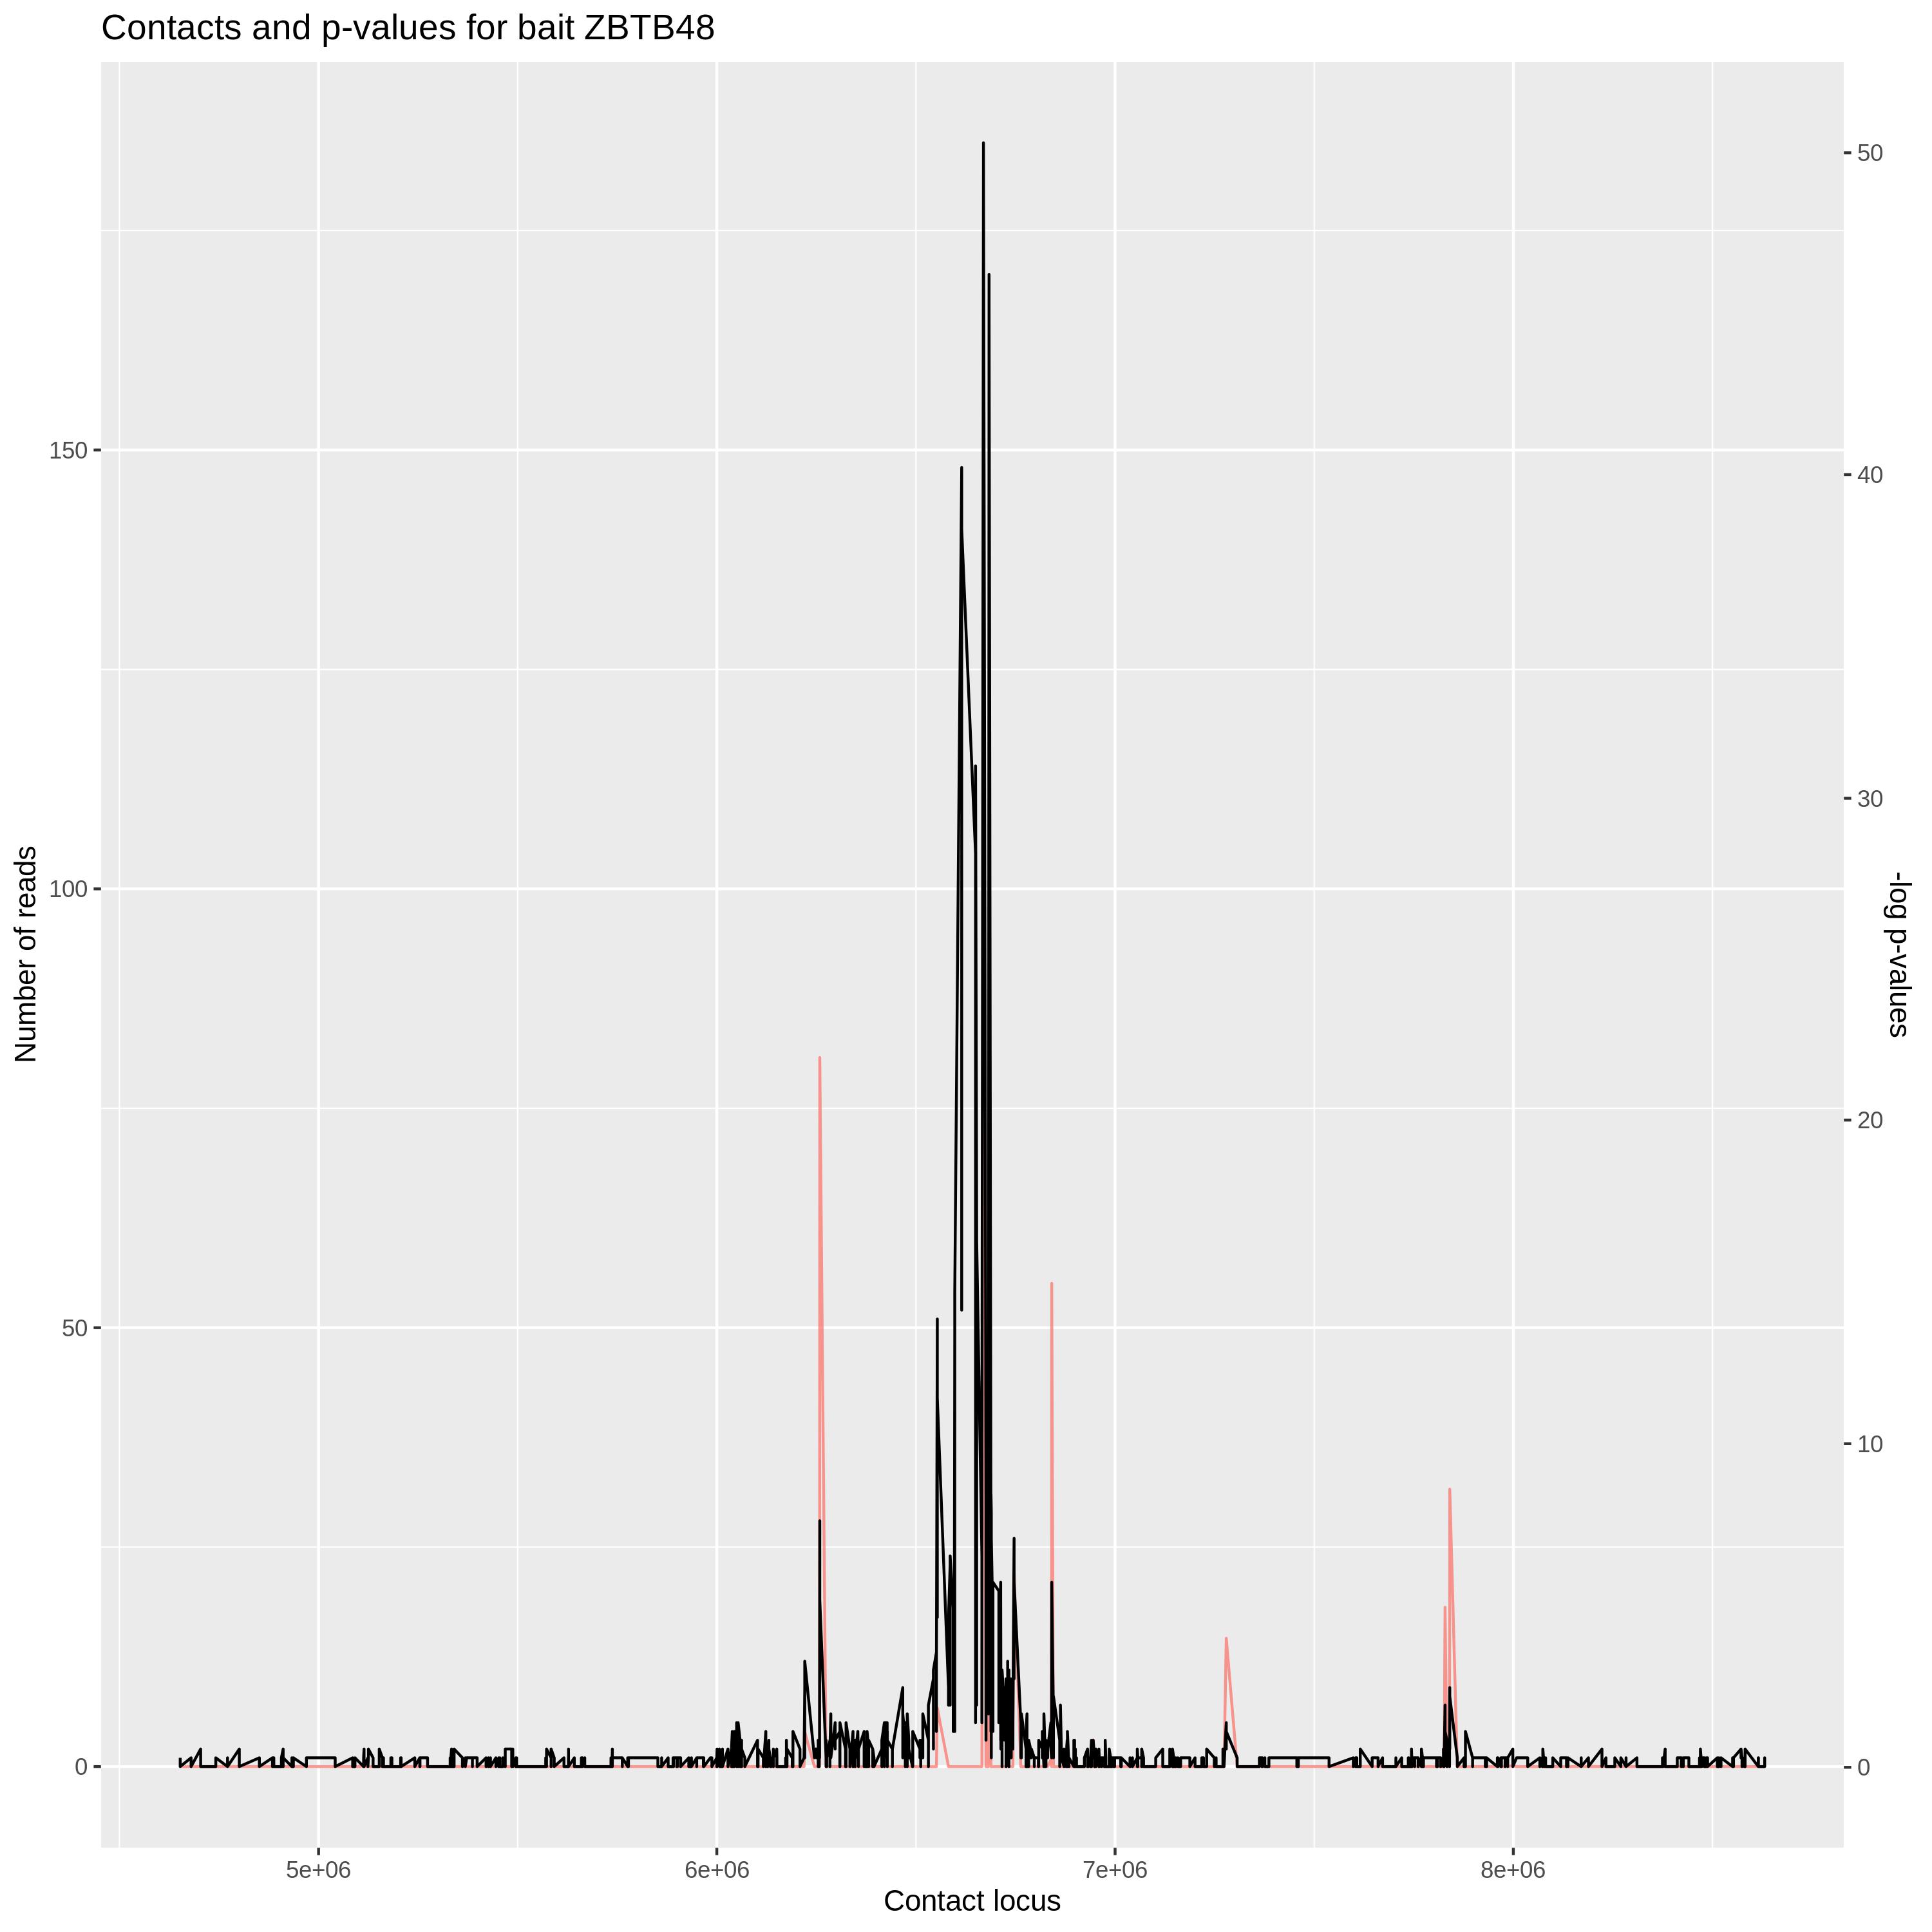 Contacts and p-values for bait ZBTB48
Number of reads
150
100
50
0
50
40
30
20
10
0
-log p-values
5e+06
6e+06
7e+06
8e+06
Contact locus